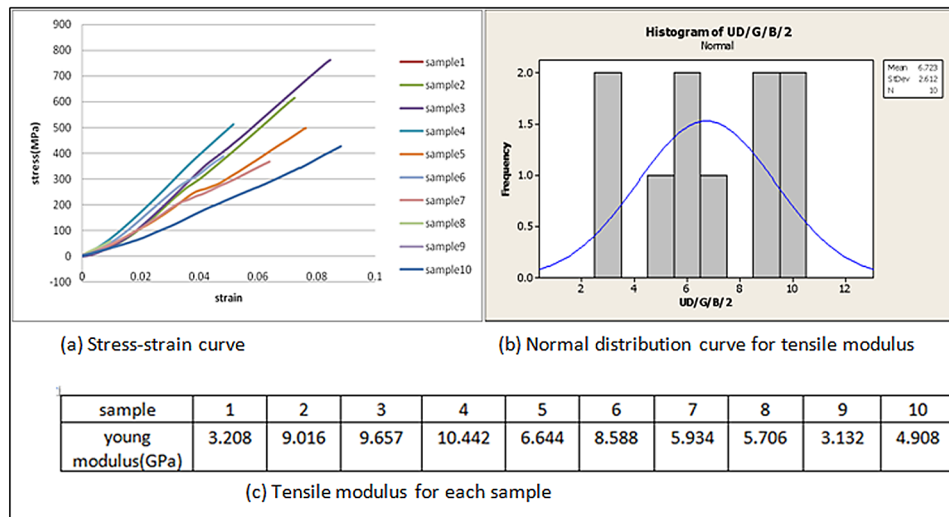 900
800
700
600
500
400
300
200
100
0
-100
stress(MPa)
0 0.02 0.04 0.06 0.08 0.1
strain
sample1
sample2
sample3
sample4
sample5
sample6
sample7
sample8
sample9
sample10
(a) Stress-strain curve
Histogram of UD/G/B/2
Normal
Mean 6.723
StDev 2.612
N 10
2.0
1.5
1.0
0.5
0.0
Frequency
2 4 6 8 10 12
UD/G/B/2
(b) Normal distribution curve for tensile modulus
sample 1 2 3 4 5 6 7 8 9 10
young 3.208 9.016 9.657 10.442 6.644 8.588 5.934 5.706 3.132 4.908
modulus(GPa)
(c) Tensile modulus for each sample